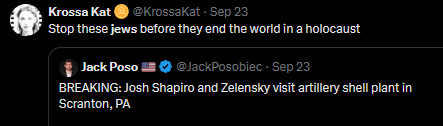 Krossa Kat @KrossaKat · Sep 23
Stop these jews before they end the world in a holocaust
Jack Poso 🇺🇸 @JackPosobiec · Sep 23
BREAKING: Josh Shapiro and Zelensky visit artillery shell plant in
Scranton, PA